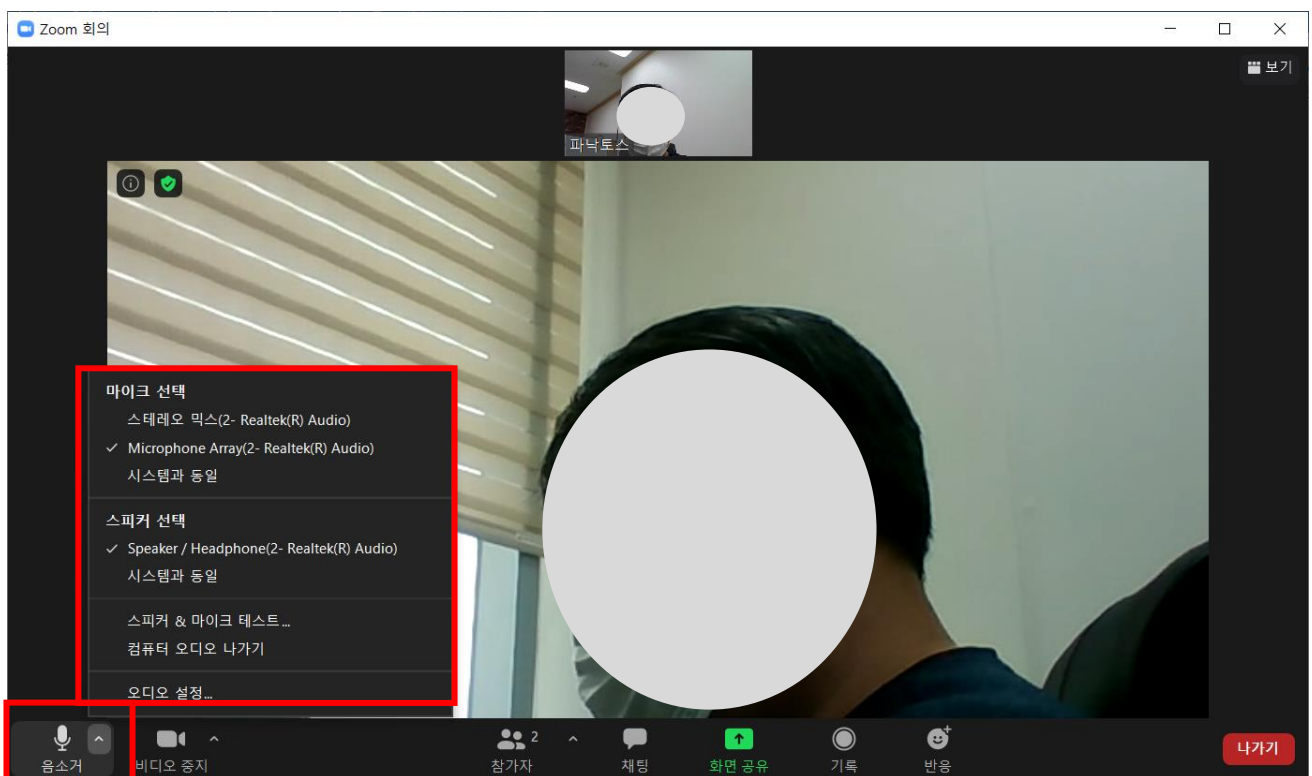 Zoom 회의
보기
파낙토스
마이크 선택
스테레오 믹스(2- Realtek(R) Audio)
Microphone Array(2- Realtek(R) Audio)
시스템과 동일
스피커 선택
Speaker / Headphone(2- Realtek(R) Audio)
시스템과 동일
스피커 & 마이크 테스트...
컴퓨터 오디오 나가기
오디오 설정...
음소거
비디오 중지
2
참가자
채팅
화면 공유
기록
반응
나가기